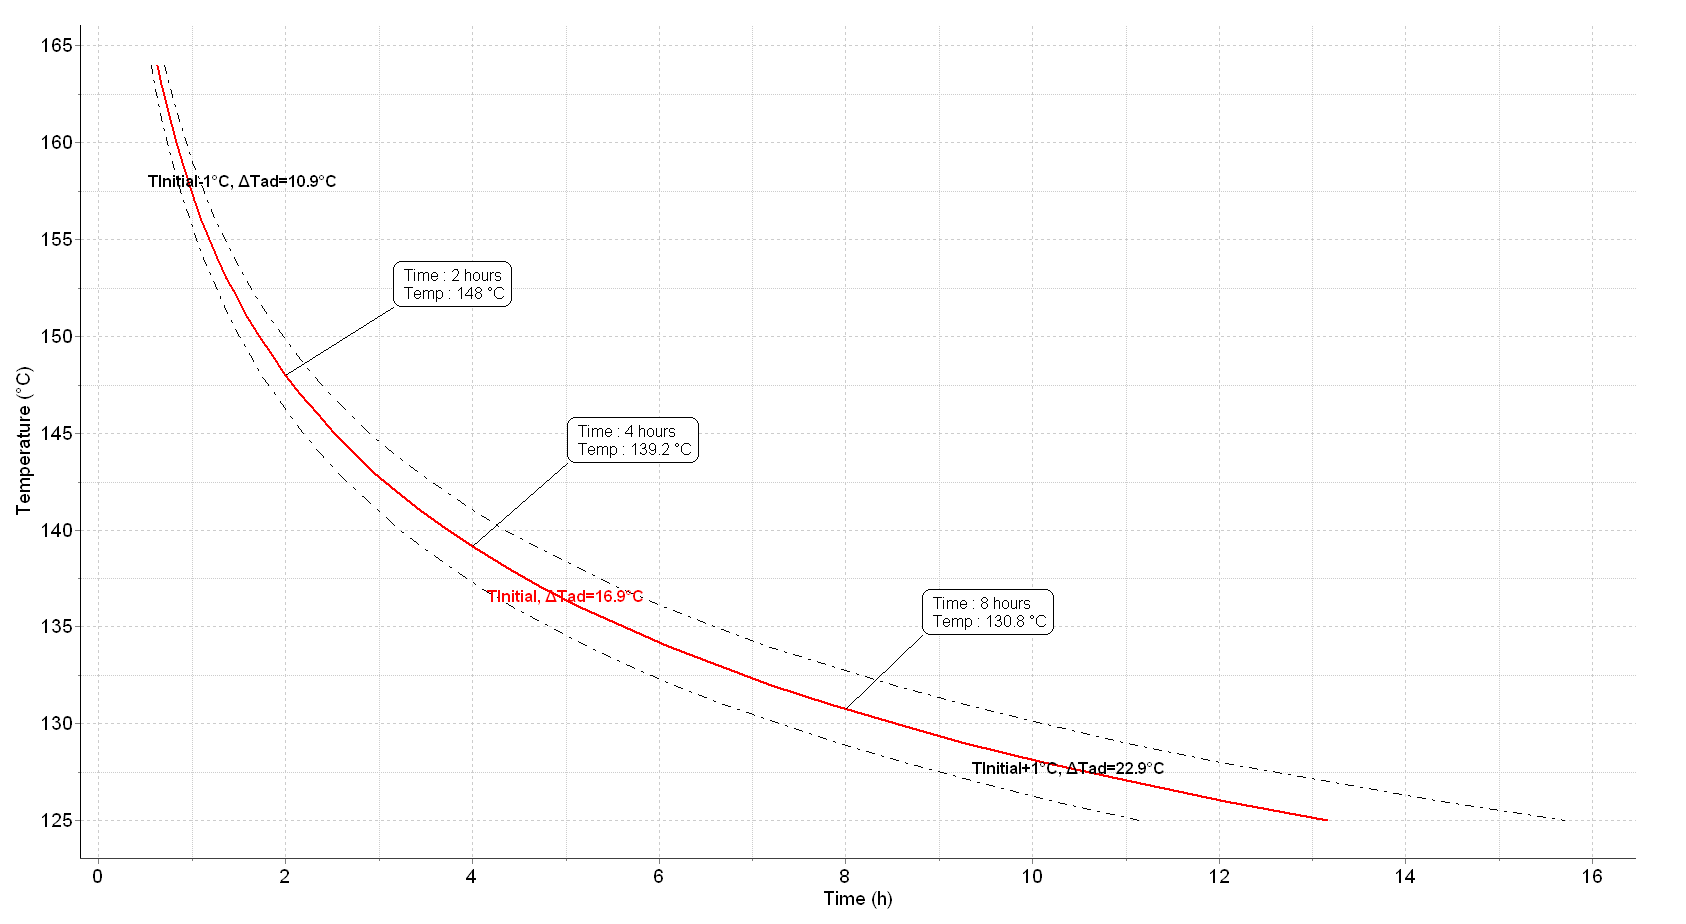 165
160
TInitial-1°C, ΔTad=10.9°C
155
Time : 2 hours
Temp : 148 °C
150
Temperature (°C)
145
Time : 4 hours
Temp : 139.2 °C
140
TInitial, ΔTad=16.9°C
Time : 8 hours
Temp : 130.8 °C
135
130
TInitial+1°C, ΔTad=22.9°C
125
0 2 4 6 8 10 12 14 16
Time (h)